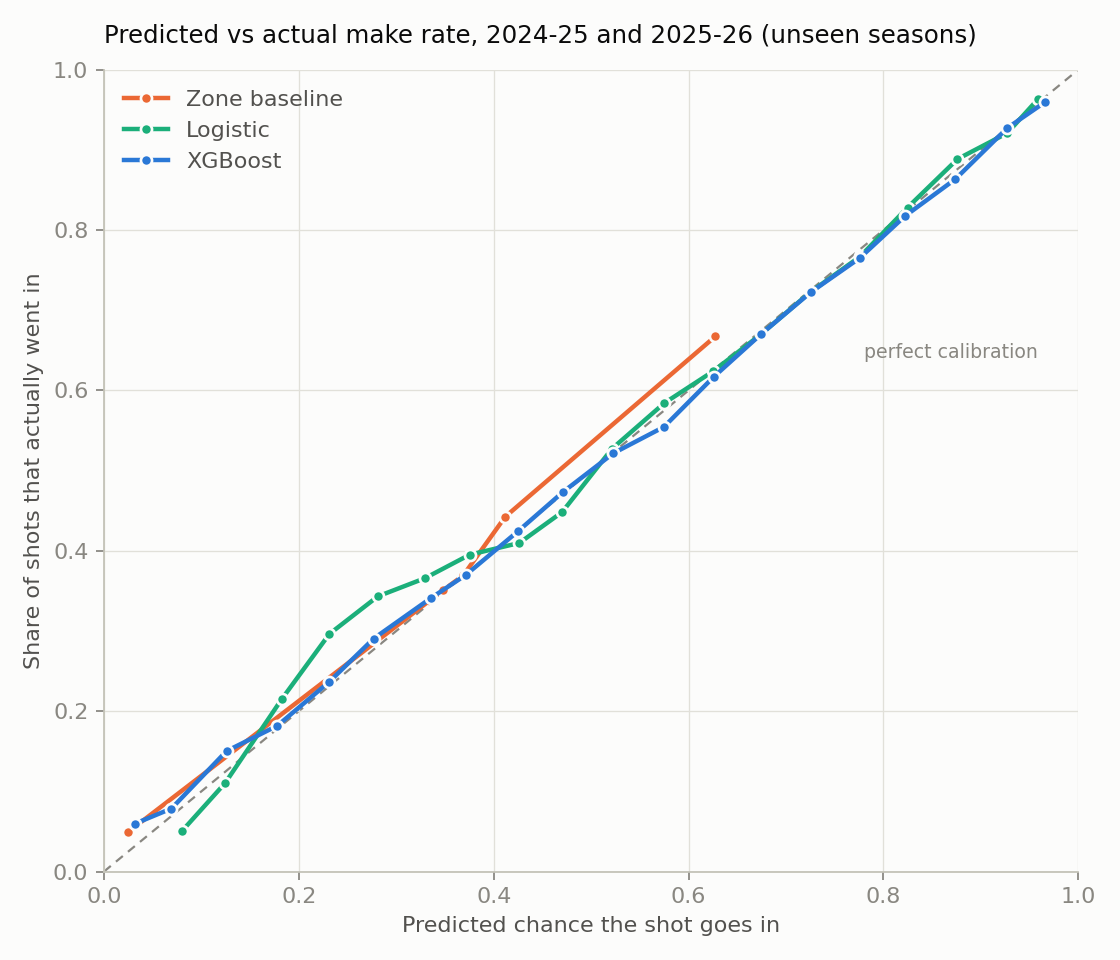 Predicted vs actual make rate, 2024-25 and 2025-26 (unseen seasons)
1.0
Zone baseline
Logistic
XGBoost
0.8
perfect calibration
0.6
0.4
0.2
0.0
Share of shots that actually went in
0.0 0.2 0.4 0.6 0.8 1.0
Predicted chance the shot goes in